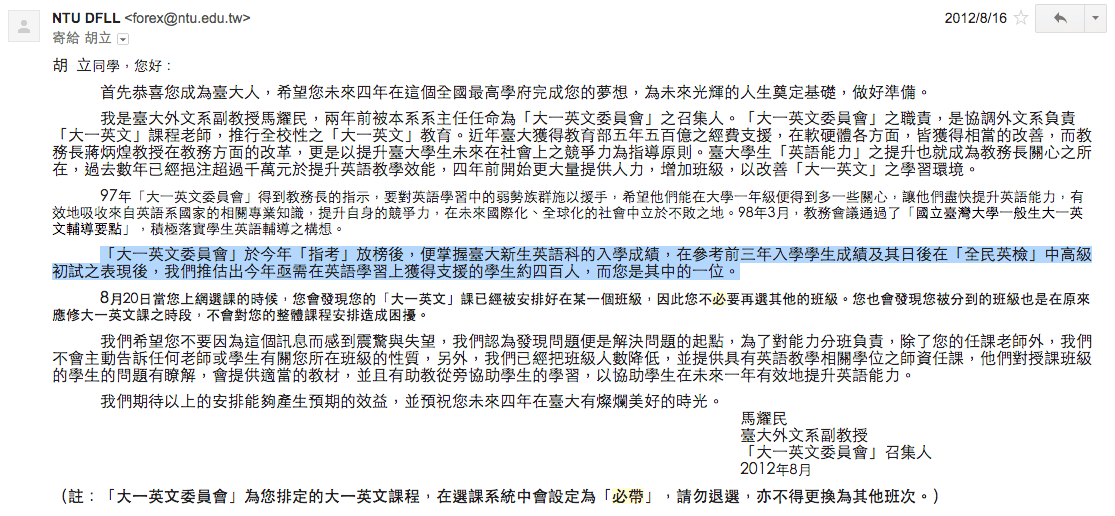 NTU DFLL <forex@ntu.edu.tw>
2012/8/16
寄給 胡立
胡 立同學，您好：
首先恭喜您成為臺大人，希望您未來四年在這個全國最高學府完成您的夢想，為未來光輝的人生奠定基礎，做好準備。
我是臺大外文系副教授馬耀民，兩年前被本系系主任任命為「大一英文委員會」之召集人。「大一英文委員會」之職責，是協調外文系負責
「大一英文」課程老師，推行全校性之「大一英文」教育。近年臺大獲得教育部五年五百億之經費支援，在軟硬體各方面，皆獲得相當的改善，而教
務長蔣炳煌教授在教務方面的改革，更是以提升臺大學生未來在社會上之競爭力為指導原則。臺大學生「英語能力」之提升也就成為教務長關心之所
在，過去數年已經挹注超過千萬元於提升英語教學效能，四年前開始更大量提供人力，增加班級，以改善「大一英文」之學習環境。
97年「大一英文委員會」得到教務長的指示，要對英語學習中的弱勢族群施以援手，希望他們能在大學一年級便得到多一些關心，讓他們盡快提升英語能力，有
效地吸收來自英語系國家的相關專業知識，提升自身的競爭力，在未來國際化、全球化的社會中立於不敗之地。98年3月，教務會議通過了「國立臺灣大學一般生大一英
文輔導要點」，積極落實學生英語輔導之構想。
「大一英文委員會」於今年「指考」放榜後，便掌握臺大新生英語科的入學成績，在參考前三年入學學生成績及其日後在「全民英檢」中高級
初試之表現後，我們推估出今年亟需在英語學習上獲得支援的學生約四百人，而您是其中的一位。
8月20日當您上網選課的時候，您會發現您的「大一英文」課已經被安排好在某一個班級，因此您不必要再選其他的班級。您也會發現您被分到的班級也是在原來
應修大一英文課之時段，不會對您的整體課程安排造成困擾。
我們希望您不要因為這個訊息而感到震驚與失望，我們認為發現問題便是解決問題的起點，為了對能力分班負責，除了您的任課老師外，我們
不會主動告訴任何老師或學生有關您所在班級的性質，另外，我們已經把班級人數降低，並提供具有英語教學相關學位之師資任課，他們對授課班級
的學生的問題有瞭解，會提供適當的教材，並且有助教從旁協助學生的學習，以協助學生在未來一年有效地提升英語能力。
我們期待以上的安排能夠產生預期的效益，並預祝您未來四年在臺大有燦爛美好的時光。
馬耀民
臺大外文系副教授
「大一英文委員會」召集人
2012年8月
（註：「大一英文委員會」為您排定的大一英文課程，在選課系統中會設定為「必帶」，請勿退選，亦不得更換為其他班次。）